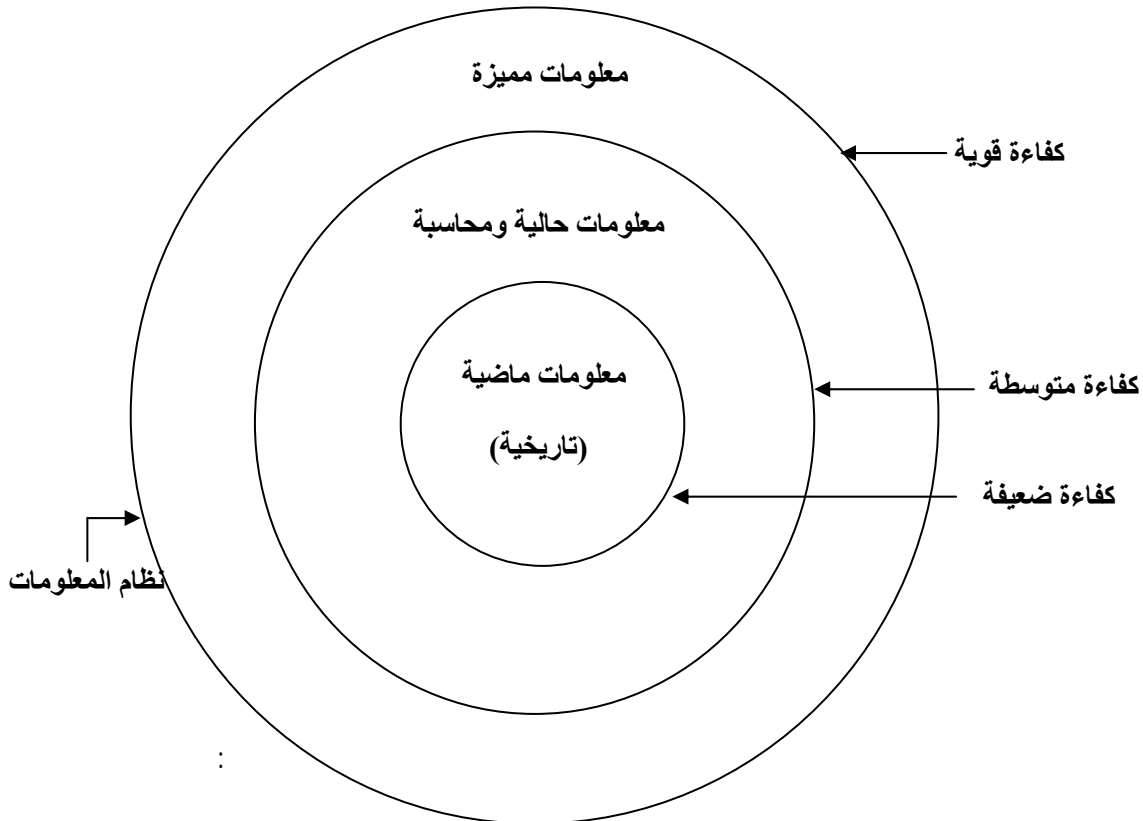 معلومات مميزة
كفاءة قوية
معلومات حالية ومحاسبة
معلومات ماضية
(تاريخية)
كفاءة متوسطة
كفاءة ضعيفة
نظام المعلومات
: